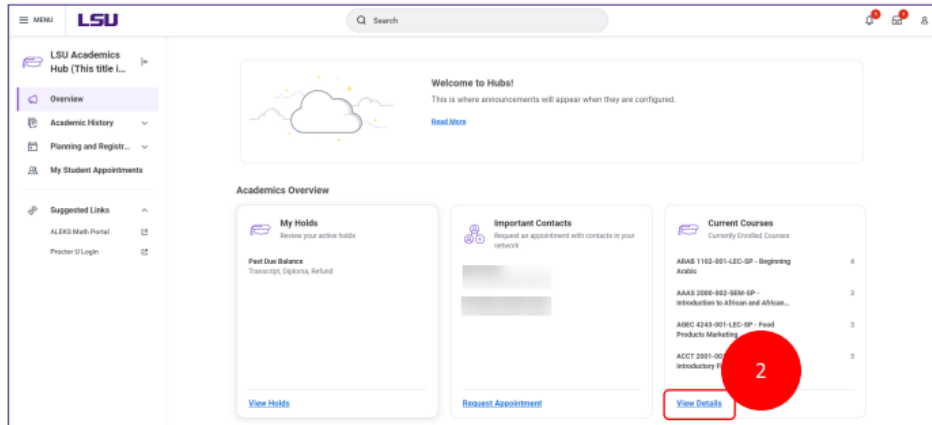 MENU
LSU
Search
LSU Academics
Hub (This title i...
Overview
Academic History
Planning and Registr...
My Student Appointments
Suggested Links
ALEKS Math Portal
Procter U Login
Welcome to Hubs!
This is where announcements will appear when they are configured.
Read More
Academics Overview
My Holds
Review your active holds
Past Due Balance
Transcript, Diploma, Refund
View Holds
Important Contacts
Request an appointment with contacts in your
network
Request Appointment
Current Courses
Currently Enrolled Courses
ARAB 1102-001-LEC-SP - Beginning
Arabic
4
AAAS 2000-002-SEM-SP -
Introduction to African and African...
3
AGEC 4243-001-LEC-SP - Food
Products Marketing
3
ACCT 2001-00
Introductory
3
2
View Details